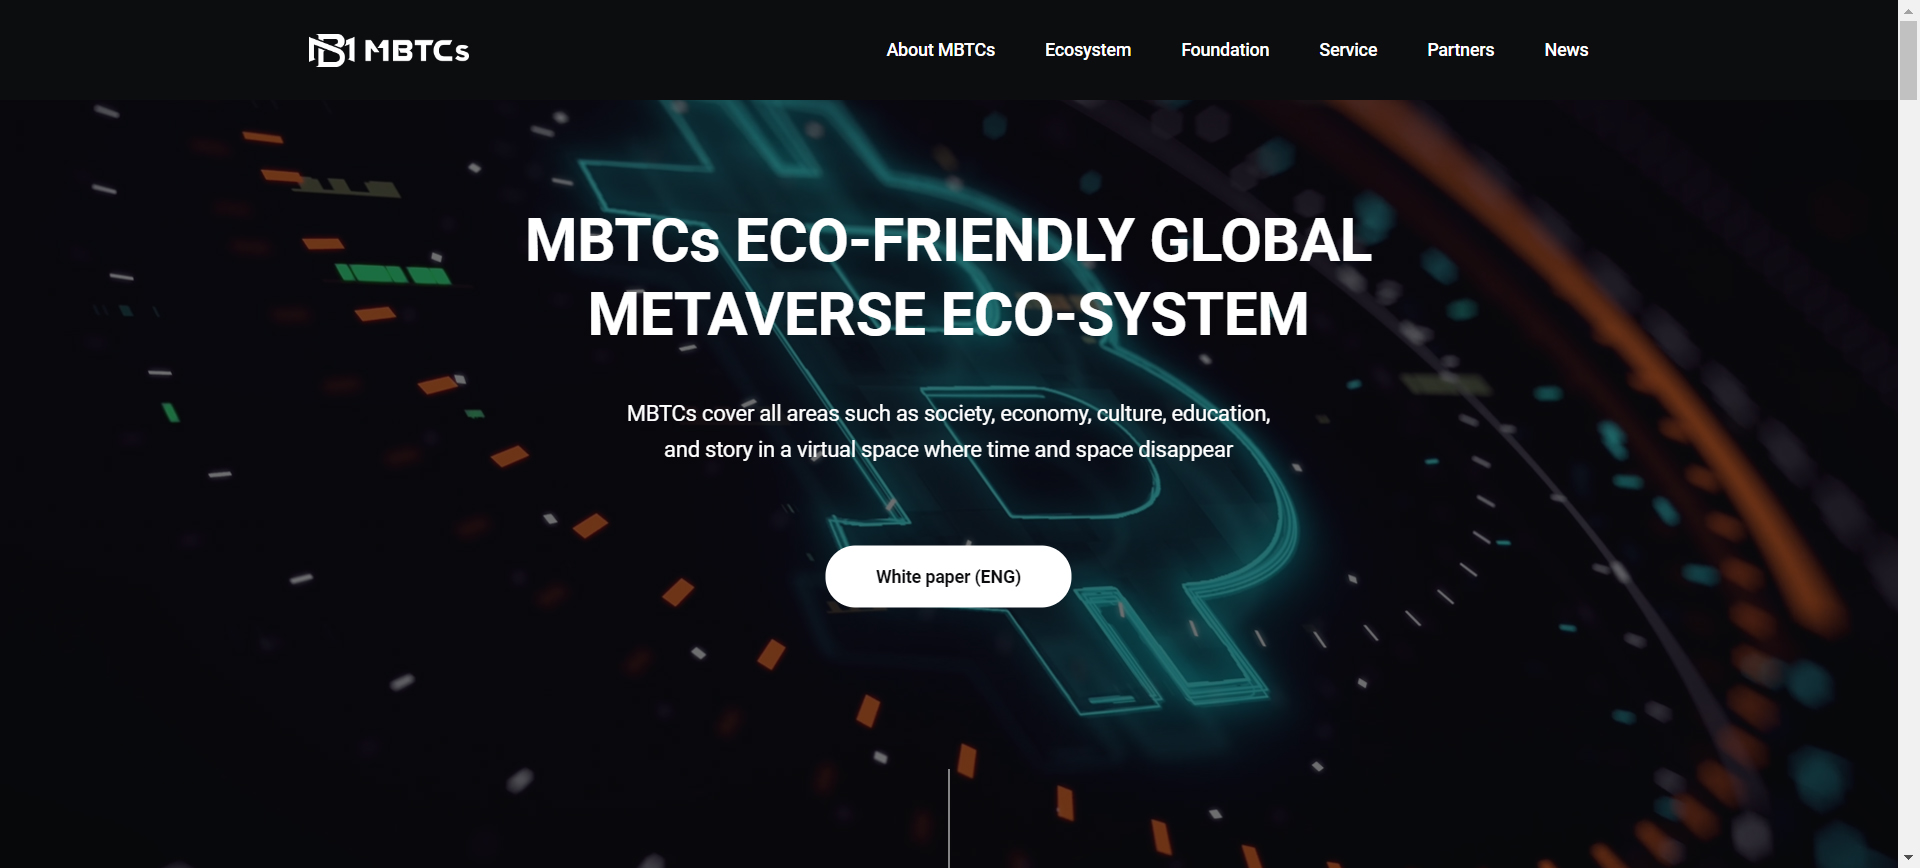 MBTCs
About MBTCs
Ecosystem
Foundation
Service
Partners
News
MBTCs ECO-FRIENDLY GLOBAL
METAVERSE ECO-SYSTEM
MBTCs cover all areas such as society, economy, culture, education,
and story in a virtual space where time and space disappear
White paper (ENG)